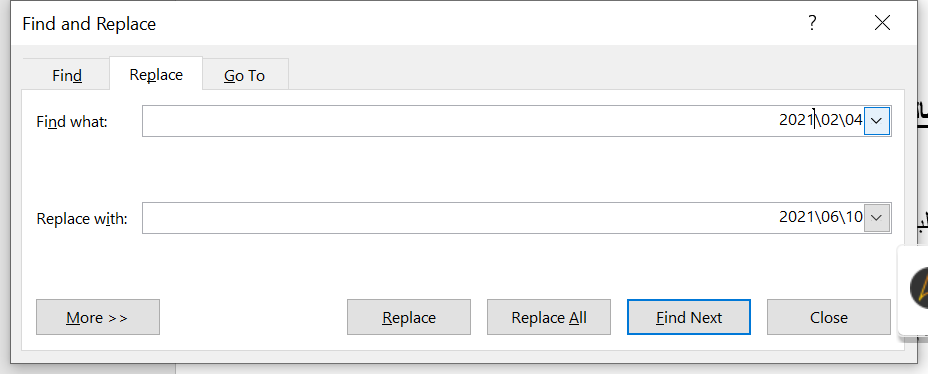 Find and Replace
?
Find
Replace
Go To
Find what:
2021\02\04
Replace with:
2021\06\10
More >>
Replace
Replace All
Find Next
Close